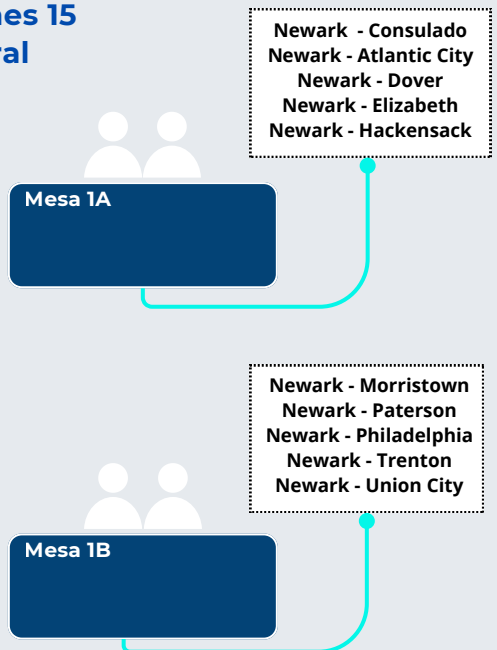 nes 15
ral
Newark - Consulado
Newark - Atlantic City
Newark - Dover
Newark - Elizabeth
Newark - Hackensack
Mesa 1A
Newark - Morristown
Newark - Paterson
Newark - Philadelphia
Newark - Trenton
Newark - Union City
Mesa 1B